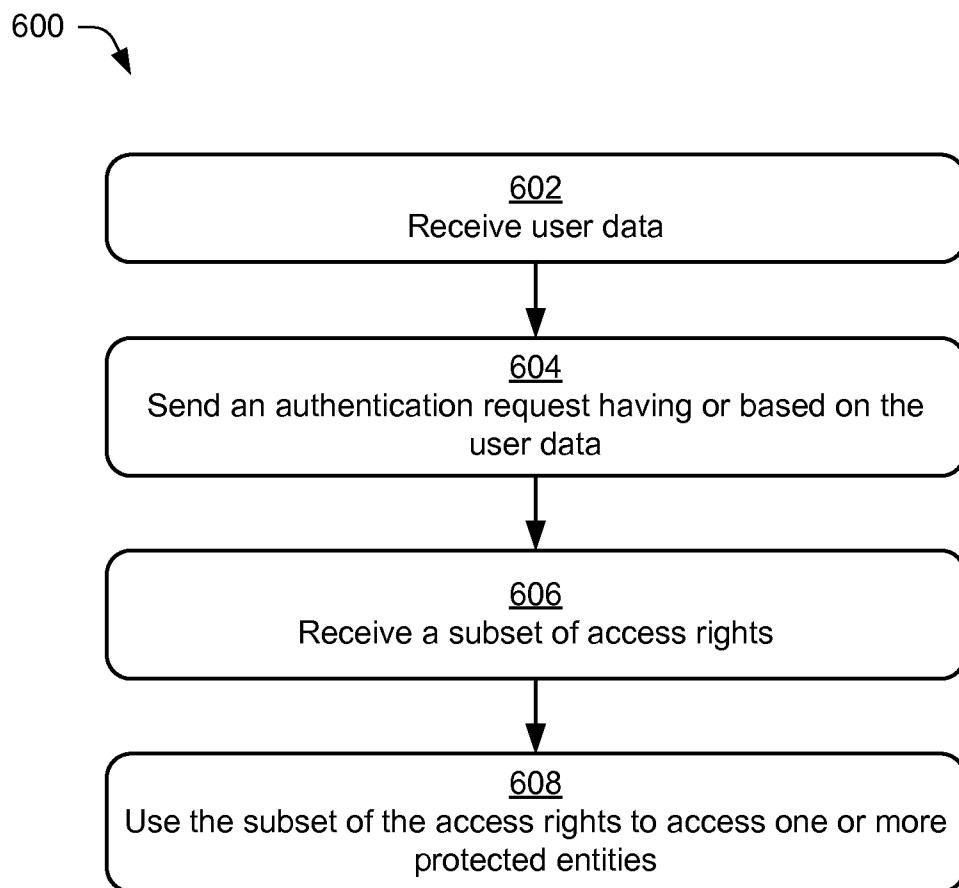 600
602
Receive user data
604
Send an authentication request having or based on the
user data
606
Receive a subset of access rights
608
Use the subset of the access rights to access one or more
protected entities